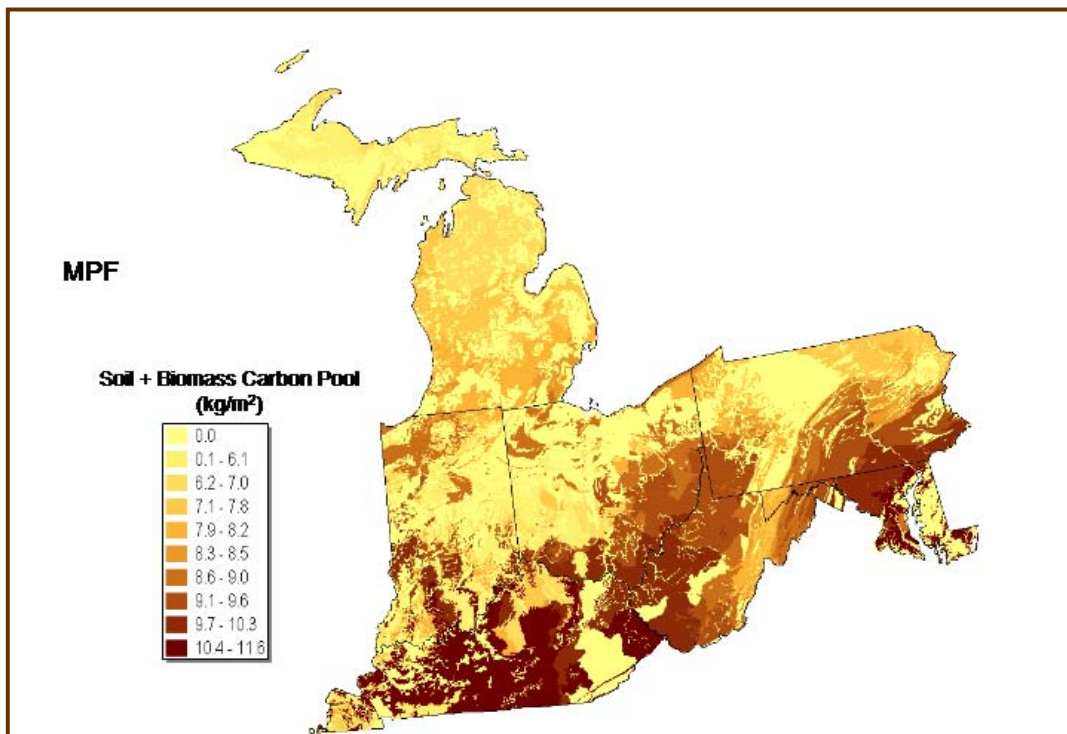 MPF
Soil + Biomass Carbon Pool
(kg/m²)
0.0
0.1 - 6.1
6.2 - 7.0
7.1 - 7.8
7.9 - 8.2
8.3 - 8.5
8.6 - 9.0
9.1 - 9.6
9.7 - 10.3
10.4 - 11.6